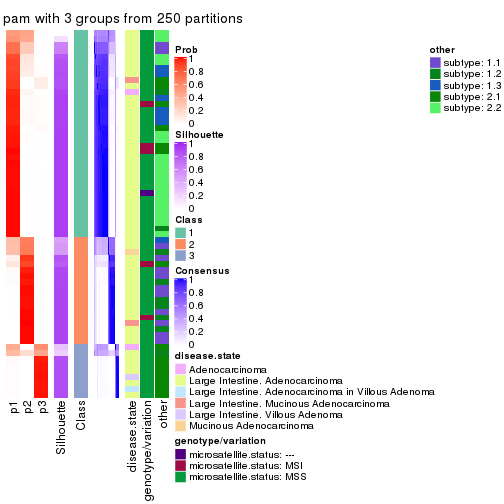 pam with 3 groups from 250 partitions
Prob
1
0.8
0.6
0.4
0.2
0
Silhouette
1
0.8
0.6
0.4
0.2
0
Class
1
2
3
Consensus
1
0.8
0.6
0.4
0.2
0
disease.state
Adenocarcinoma
Large Intestine. Adenocarcinoma
Large Intestine. Adenocarcinoma in Villous Adenoma
Large Intestine. Mucinous Adenocarcinoma
Large Intestine. Villous Adenoma
Mucinous Adenocarcinoma
genotype/variation
microsatellite.status: ---
microsatellite.status: MSI
microsatellite.status: MSS
other
subtype: 1.1
subtype: 1.2
subtype: 1.3
subtype: 2.1
subtype: 2.2
p1
p2
p3
Silhouette
Class
disease.state
genotype/variation
other